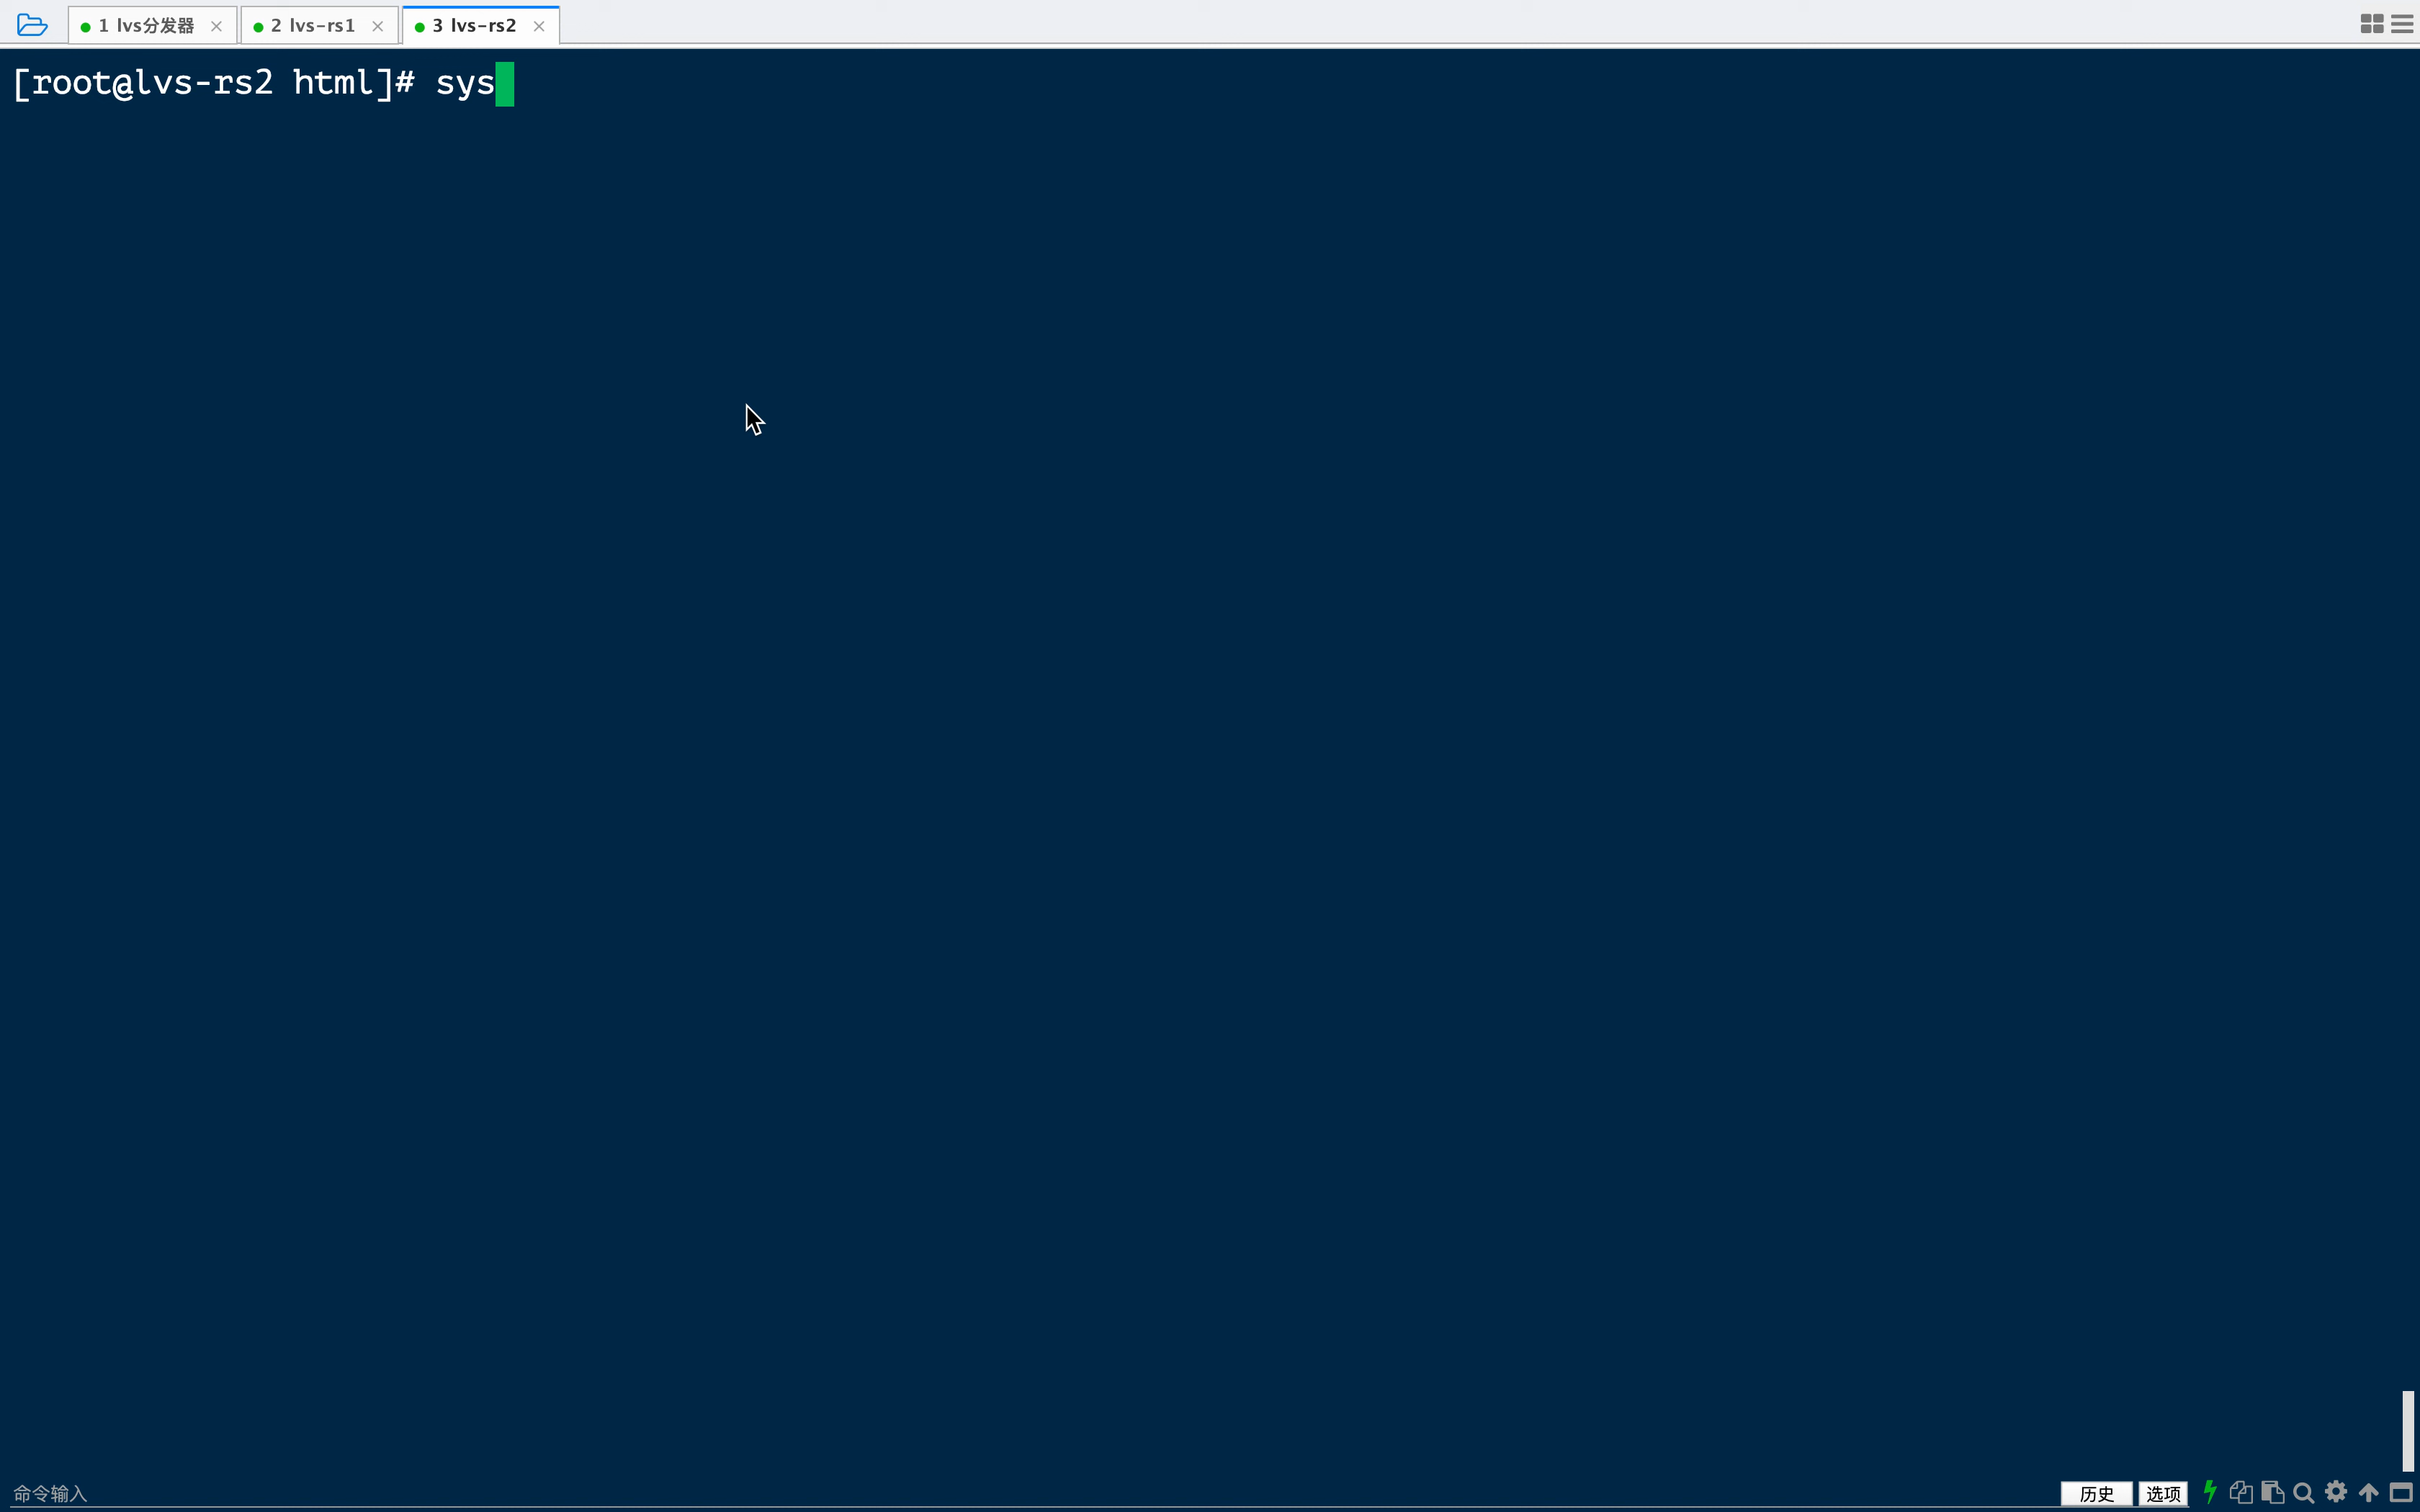 1 lvs分发器
2 lvs-rs1
3 lvs-rs2
[root@lvs-rs2 html]# sys
命令输入
历史
选项